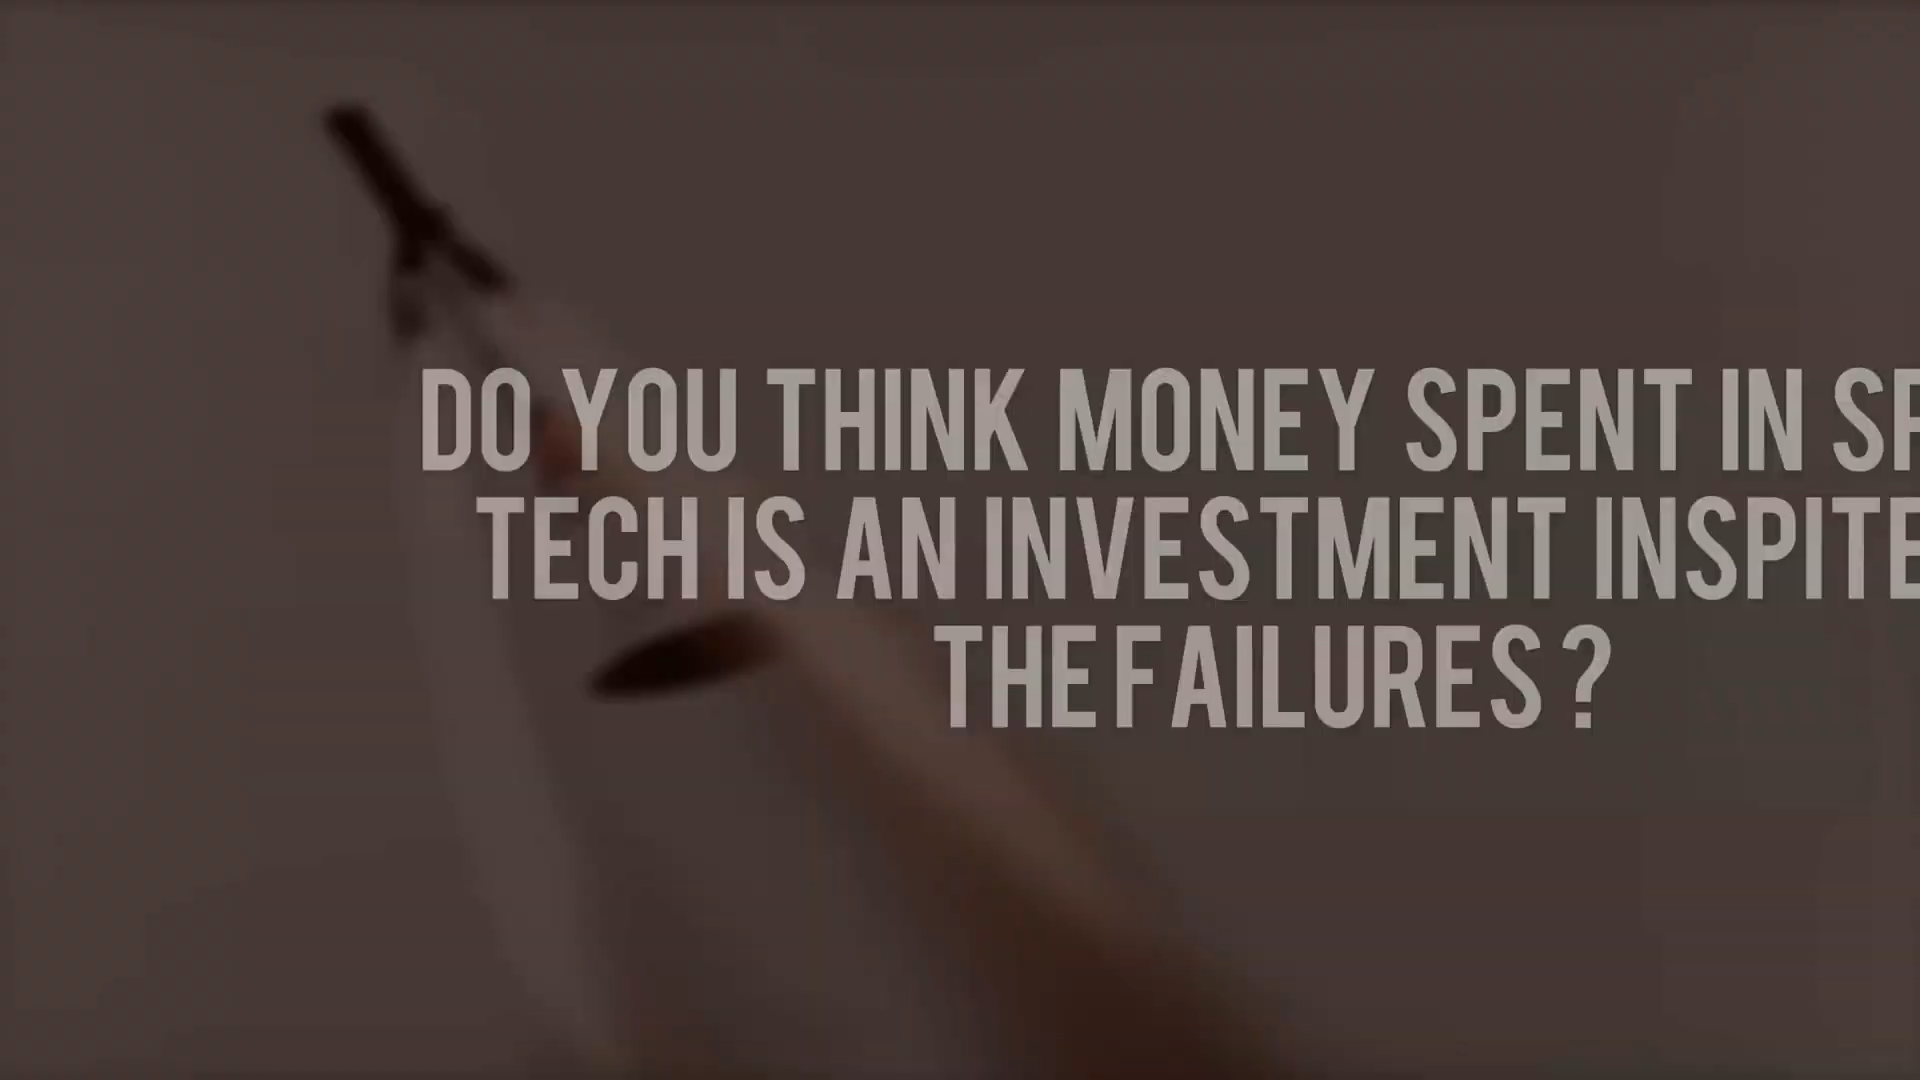 DO YOU THINK MONEY SPENT IN
TECH IS AN INVESTMENT INSPITE
THE FAILURES ?